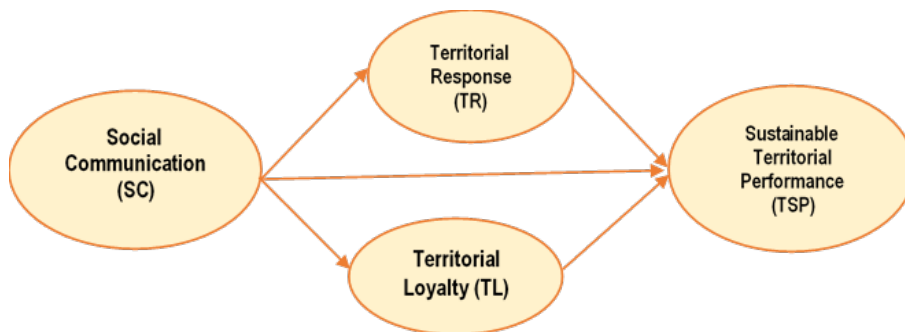 Territorial
Response
(TR)
Social
Communication
(SC)
Sustainable
Territorial
Performance
(TSP)
Territorial
Loyalty (TL)